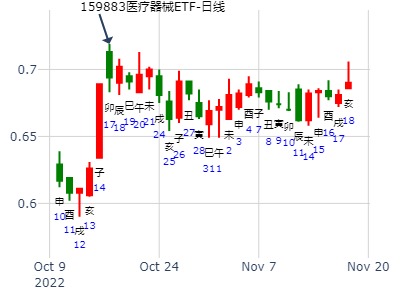 159883医疗器械ETF-日线
0.7
0.65
0.6
申
10
酉
11
戌
12
亥
13
子
14
卯
17
辰
18
巳
19
午
20
未
21
戌
24
亥
25
子
26
丑
27
寅
28
巳
31
午
1
未
2
申
3
酉
4
子
7
丑
8
寅
9
卯
10
辰
11
未
14
申
15
酉
16
戌
17
亥
18
Oct 9
2022
Oct 24
Nov 7
Nov 20